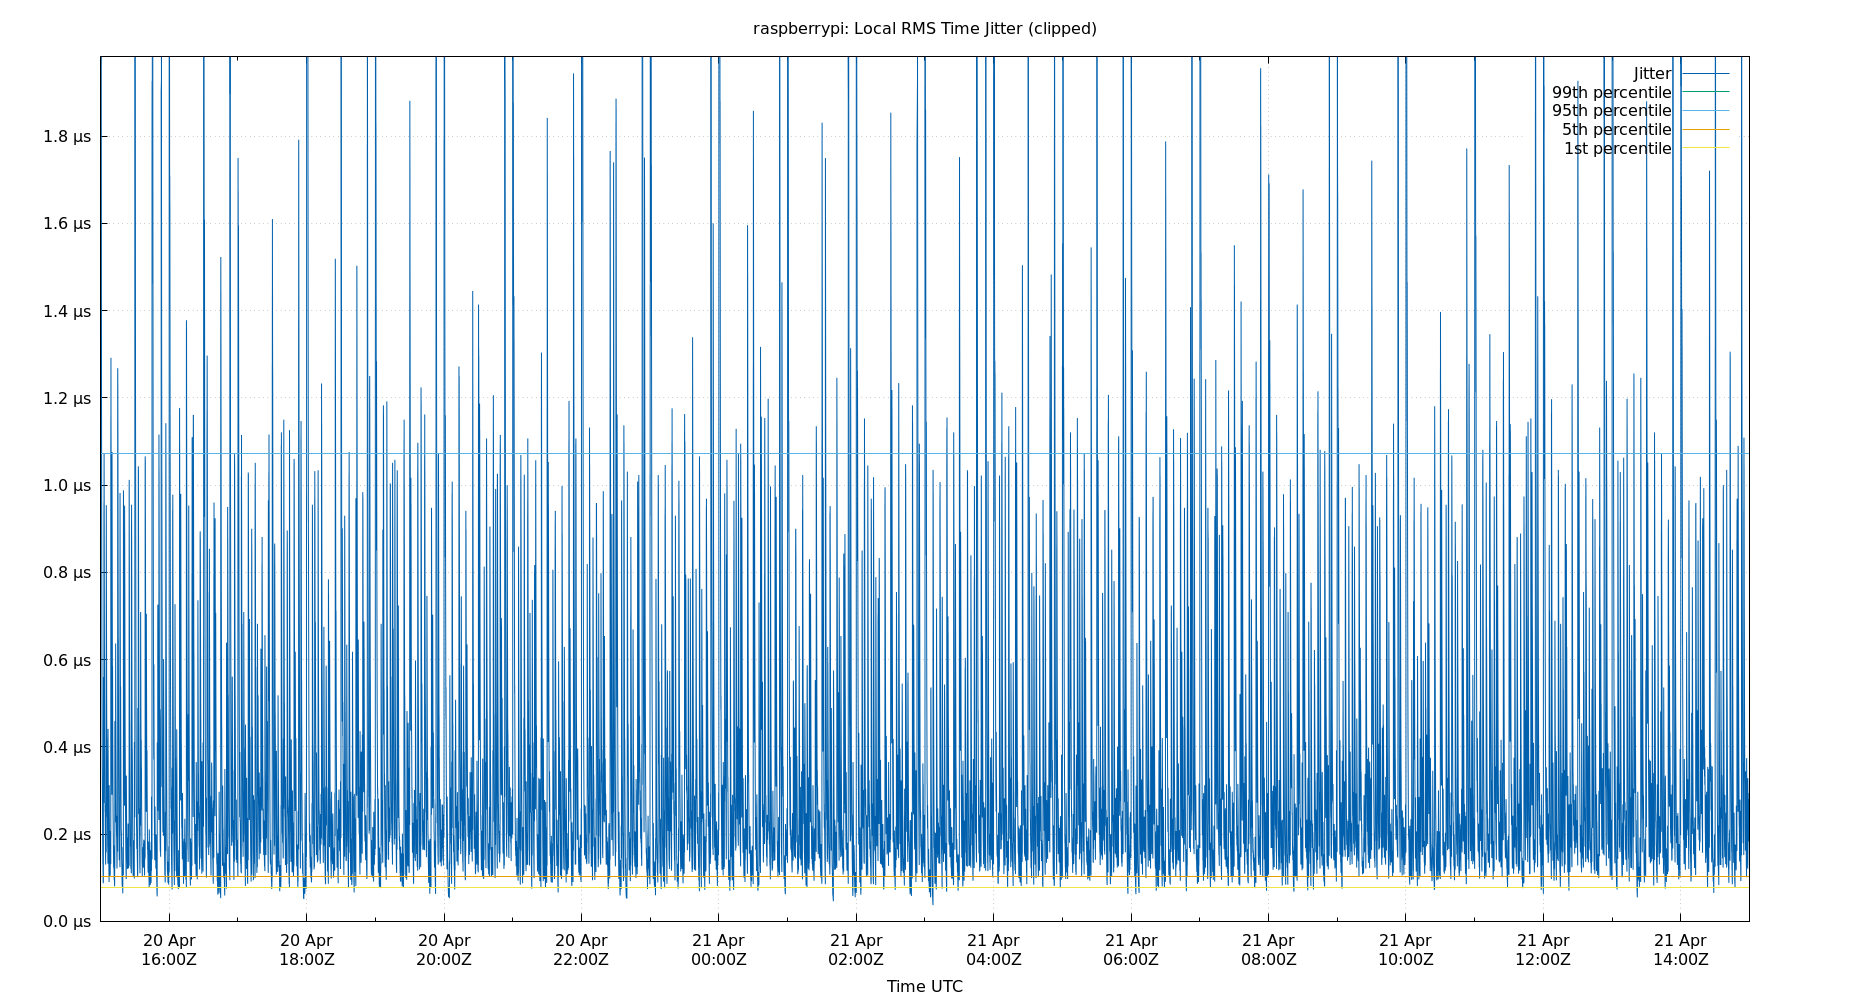 raspberrypi: Local RMS Time Jitter (clipped)
Jitter
99th percentile
95th percentile
5th percentile
1st percentile
1.8 µs
1.6 µs
1.4 µs
1.2 µs
1.0 µs
0.8 µs
0.6 µs
0.4 µs
0.2 µs
0.0 µs
20 Apr 20 Apr 20 Apr 20 Apr 21 Apr 21 Apr 21 Apr 21 Apr 21 Apr 21 Apr 21 Apr 21 Apr
16:00Z 18:00Z 20:00Z 22:00Z 00:00Z 02:00Z 04:00Z 06:00Z 08:00Z 10:00Z 12:00Z 14:00Z
Time UTC